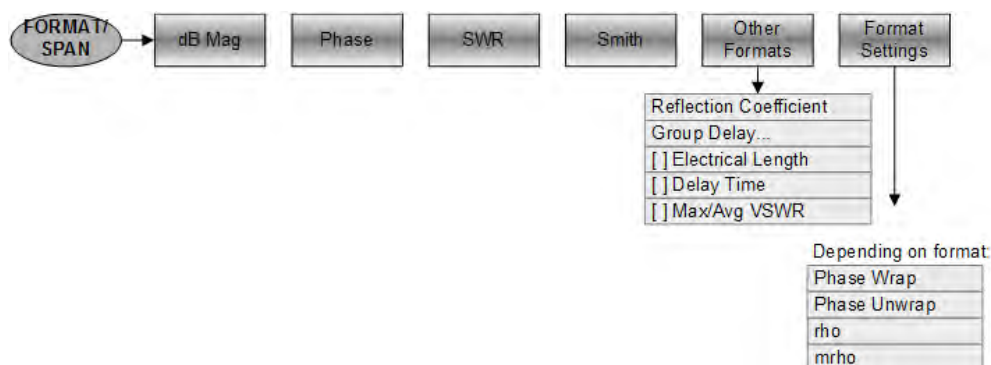 FORMAT/
SPAN
dB Mag
Phase
SWR
Smith
Other
Formats
Format
Settings
Reflection Coefficient
Group Delay...
[ ] Electrical Length
[ ] Delay Time
[ ] Max/Avg VSWR
Depending on format:
Phase Wrap
Phase Unwrap
rho
mrho